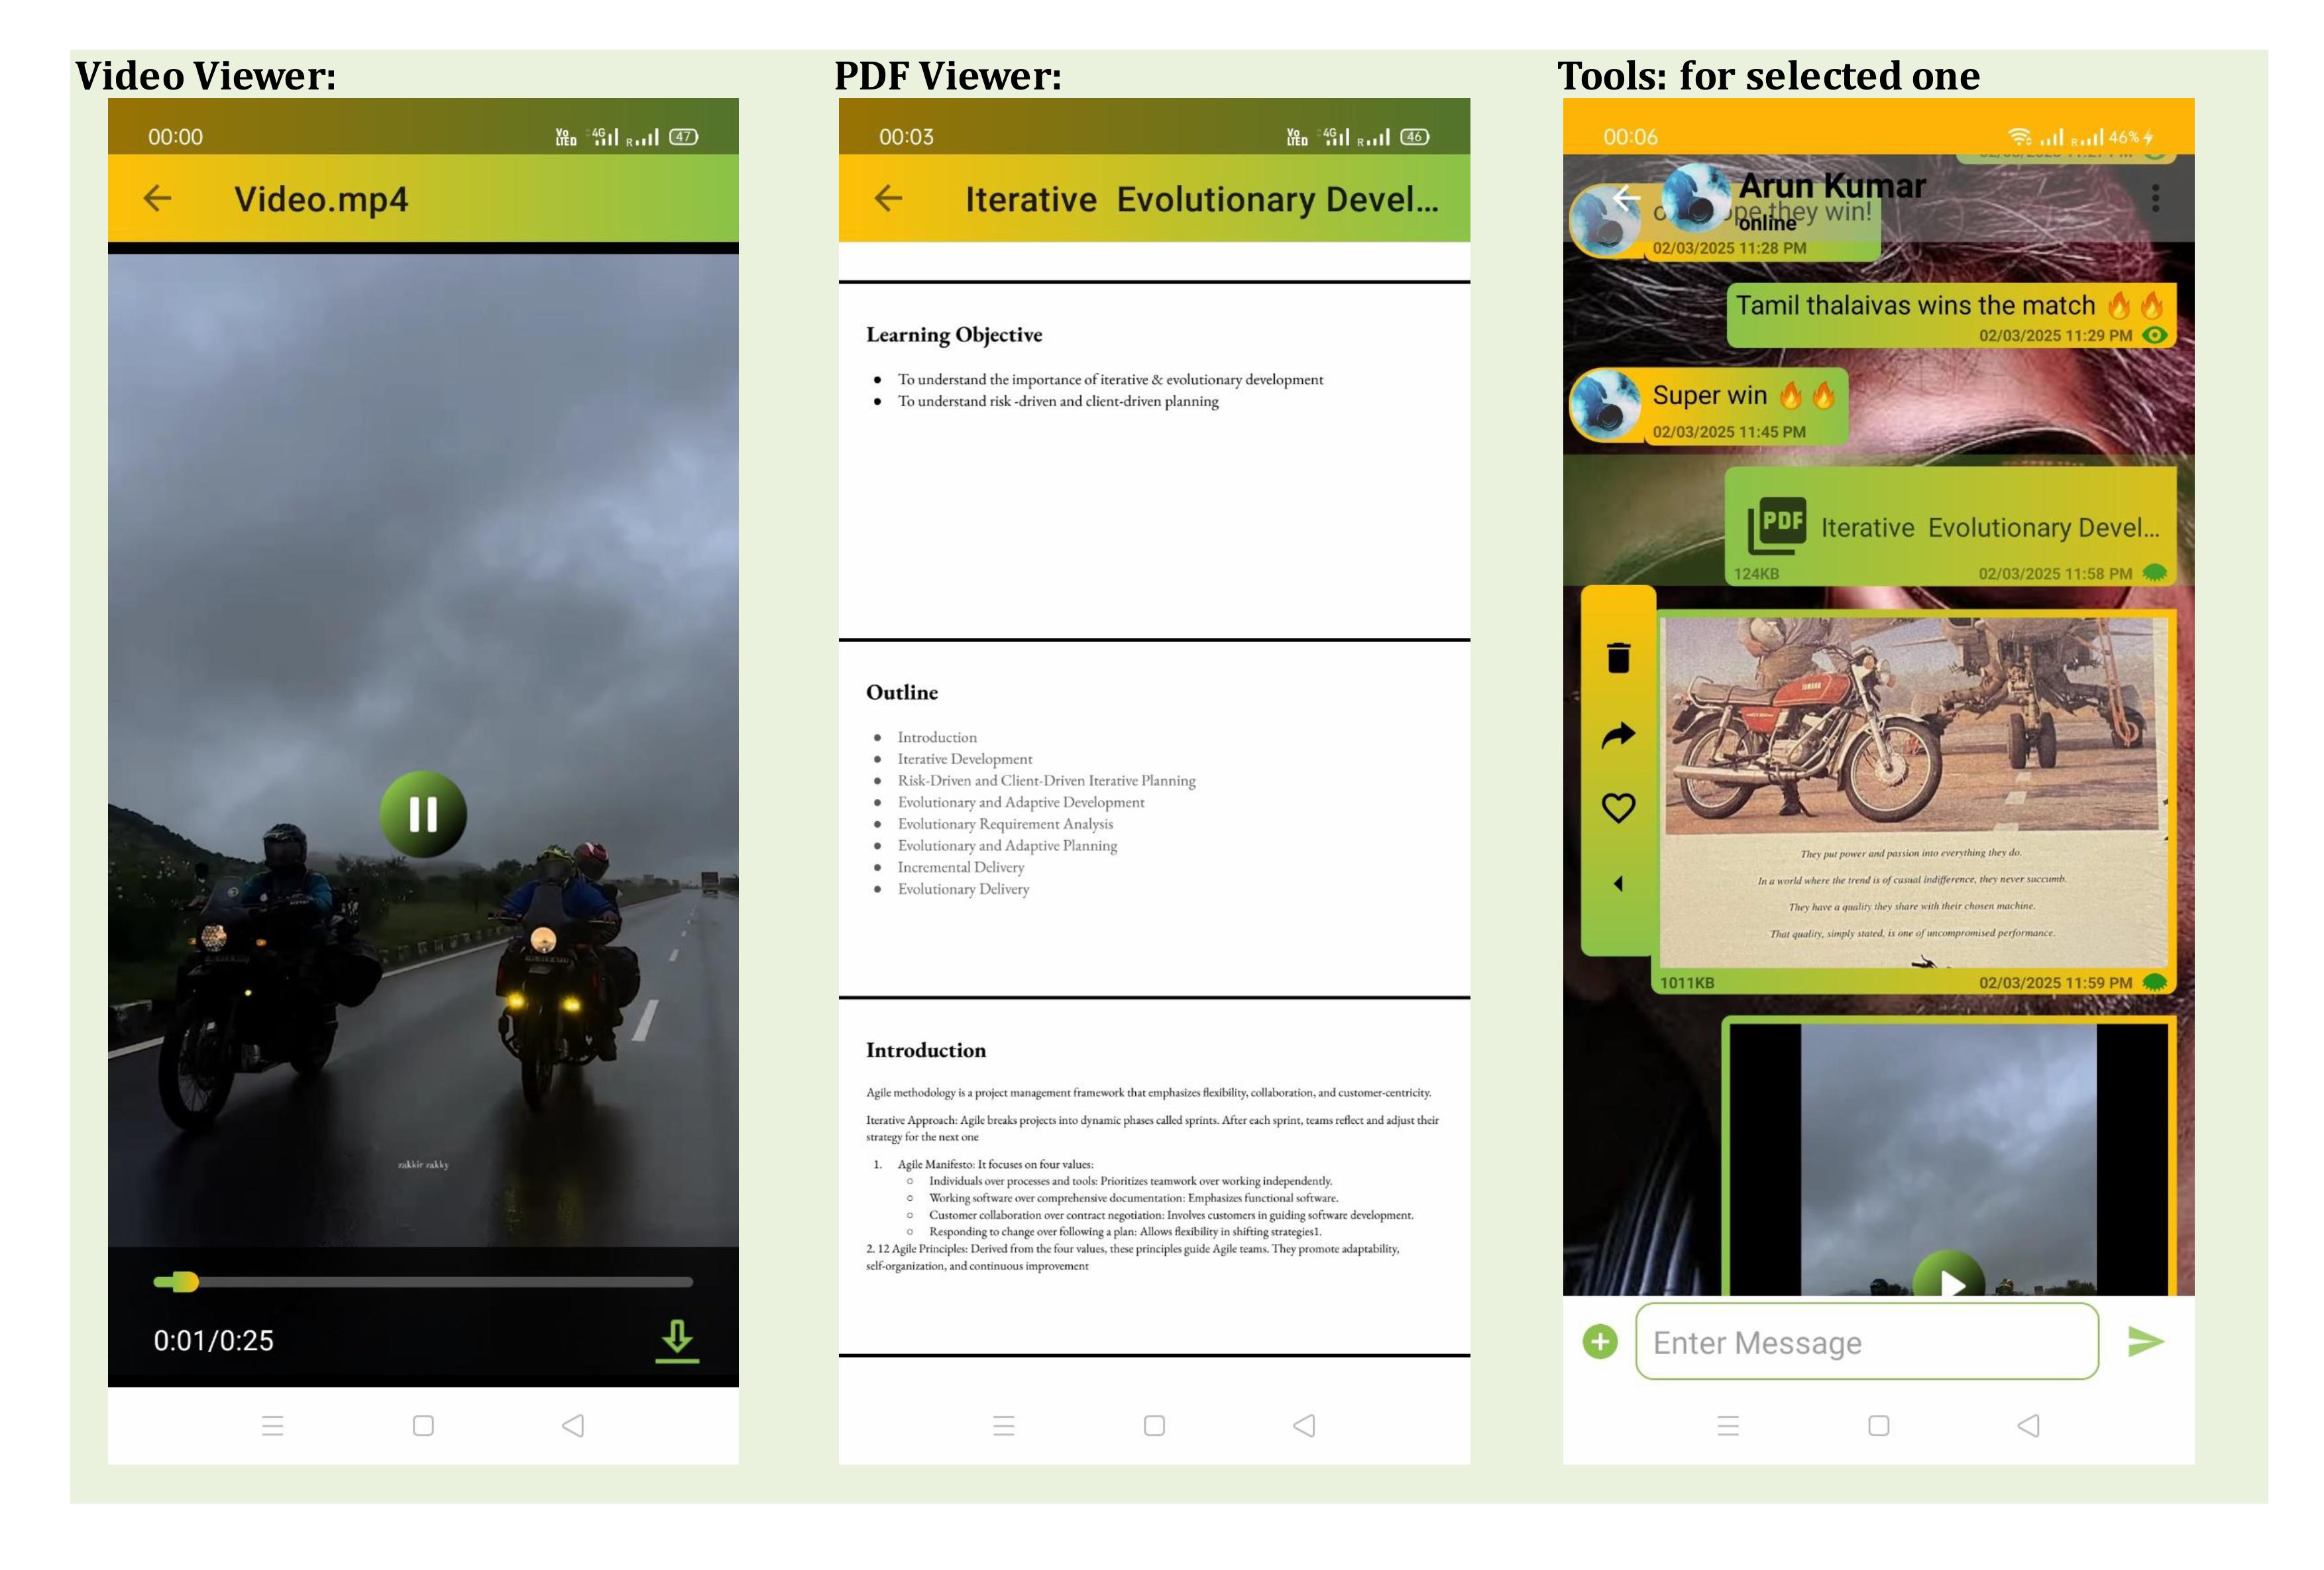 Video Viewer:
00:00
Vo LTED 4G R 47
Video.mp4
zakkir zakky
0:01/0:25
PDF Viewer:
00:03
Vo LTED 4G R 46
Iterative Evolutionary Devel...
Learning Objective
● To understand the importance of iterative & evolutionary development
● To understand risk -driven and client-driven planning
Outline
● Introduction
● Iterative Development
● Risk-Driven and Client-Driven Iterative Planning
● Evolutionary and Adaptive Development
● Evolutionary Requirement Analysis
● Evolutionary and Adaptive Planning
● Incremental Delivery
● Evolutionary Delivery
Introduction
Agile methodology is a project management framework that emphasizes flexibility, collaboration, and customer-centricity.
Iterative Approach: Agile breaks projects into dynamic phases called sprints. After each sprint, teams reflect and adjust their
strategy for the next one
1. Agile Manifesto: It focuses on four values:
○ Individuals over processes and tools: Prioritizes teamwork over working independently.
○ Working software over comprehensive documentation: Emphasizes functional software.
○ Customer collaboration over contract negotiation: Involves customers in guiding software development.
○ Responding to change over following a plan: Allows flexibility in shifting strategies1.
2. 12 Agile Principles: Derived from the four values, these principles guide Agile teams. They promote adaptability,
self-organization, and continuous improvement
Tools: for selected one
00:06
R 46%
Arun Kumar
they win!
online
02/03/2025 11:28 PM
Tamil thalaivas wins the match 🔥🔥
02/03/2025 11:29 PM
Super win 🔥🔥
02/03/2025 11:45 PM
PDF Iterative Evolutionary Devel...
124KB 02/03/2025 11:58 PM
YAMAHA
They put power and passion into everything they do.
In a world where the trend is of casual indifference, they never succumb.
They have a quality they share with their chosen machine.
That quality, simply stated, is one of uncompromised performance.
1011KB 02/03/2025 11:59 PM
Enter Message